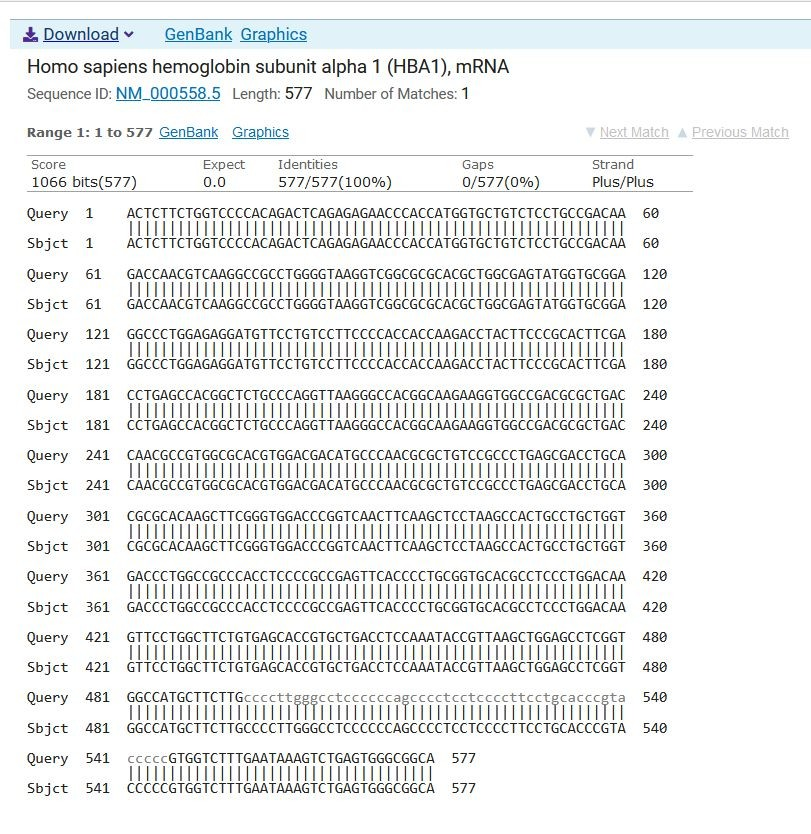 Download GenBank Graphics
Homo sapiens hemoglobin subunit alpha 1 (HBA1), mRNA
Sequence ID: NM_000558.5 Length: 577 Number of Matches: 1
Range 1: 1 to 577 GenBank Graphics Next Match Previous Match
Score Expect Identities Gaps Strand
1066 bits(577) 0.0 577/577(100%) 0/577(0%) Plus/Plus
Query 1 ACTCTTCTGGTCCCCACAGACTCAGAGAGAACCCACCATGGTGCTGTCTCCTGCCGACAA 60
||||||||||||||||||||||||||||||||||||||||||||||||||||||||||||
Sbjct 1 ACTCTTCTGGTCCCCACAGACTCAGAGAGAACCCACCATGGTGCTGTCTCCTGCCGACAA 60
Query 61 GACCAACGTCAAGGCCGCCTGGGGTAAGGTCGGCGCGCACGCTGGCGAGTATGGTGCGGA 120
||||||||||||||||||||||||||||||||||||||||||||||||||||||||||||
Sbjct 61 GACCAACGTCAAGGCCGCCTGGGGTAAGGTCGGCGCGCACGCTGGCGAGTATGGTGCGGA 120
Query 121 GGCCCTGGAGAGGATGTTCCTGTCCTTCCCCACCACCAAGACCTACTTCCCGCACTTCGA 180
||||||||||||||||||||||||||||||||||||||||||||||||||||||||||||
Sbjct 121 GGCCCTGGAGAGGATGTTCCTGTCCTTCCCCACCACCAAGACCTACTTCCCGCACTTCGA 180
Query 181 CCTGAGCCACGGCTCTGCCCAGGTTAAGGGCCACGGCAAGAAGGTGGCCGACGCGCTGAC 240
||||||||||||||||||||||||||||||||||||||||||||||||||||||||||||
Sbjct 181 CCTGAGCCACGGCTCTGCCCAGGTTAAGGGCCACGGCAAGAAGGTGGCCGACGCGCTGAC 240
Query 241 CAACGCCGTGGCGCACGTGGACGACATGCCCAACGCGCTGTCCGCCCTGAGCGACCTGCA 300
||||||||||||||||||||||||||||||||||||||||||||||||||||||||||||
Sbjct 241 CAACGCCGTGGCGCACGTGGACGACATGCCCAACGCGCTGTCCGCCCTGAGCGACCTGCA 300
Query 301 CGCGCACAAGCTTCGGGTGGACCCGGTCAACTTCAAGCTCCTAAGCCACTGCCTGCTGGT 360
||||||||||||||||||||||||||||||||||||||||||||||||||||||||||||
Sbjct 301 CGCGCACAAGCTTCGGGTGGACCCGGTCAACTTCAAGCTCCTAAGCCACTGCCTGCTGGT 360
Query 361 GACCCTGGCCGCCCACCTCCCCGCCGAGTTCACCCCTGCGGTGCACGCCTCCCTGGACAA 420
||||||||||||||||||||||||||||||||||||||||||||||||||||||||||||
Sbjct 361 GACCCTGGCCGCCCACCTCCCCGCCGAGTTCACCCCTGCGGTGCACGCCTCCCTGGACAA 420
Query 421 GTTCCTGGCTTCTGTGAGCACCGTGCTGACCTCCAAATACCGTTAAGCTGGAGCCTCGGT 480
||||||||||||||||||||||||||||||||||||||||||||||||||||||||||||
Sbjct 421 GTTCCTGGCTTCTGTGAGCACCGTGCTGACCTCCAAATACCGTTAAGCTGGAGCCTCGGT 480
Query 481 GGCCATGCTTCTTGccccttgggcctccccccagcccctcctccccttcctgcacccgta 540
||||||||||||||||||||||||||||||||||||||||||||||||||||||||||||
Sbjct 481 GGCCATGCTTCTTGCCCCTTGGGCCTCCCCCCAGCCCCTCCTCCCCTTCCTGCACCCGTA 540
Query 541 cccccGTGGTCTTTGAATAAAGTCTGAGTGGGCGGCA 577
|||||||||||||||||||||||||||||||||||||
Sbjct 541 CCCCCGTGGTCTTTGAATAAAGTCTGAGTGGGCGGCA 577